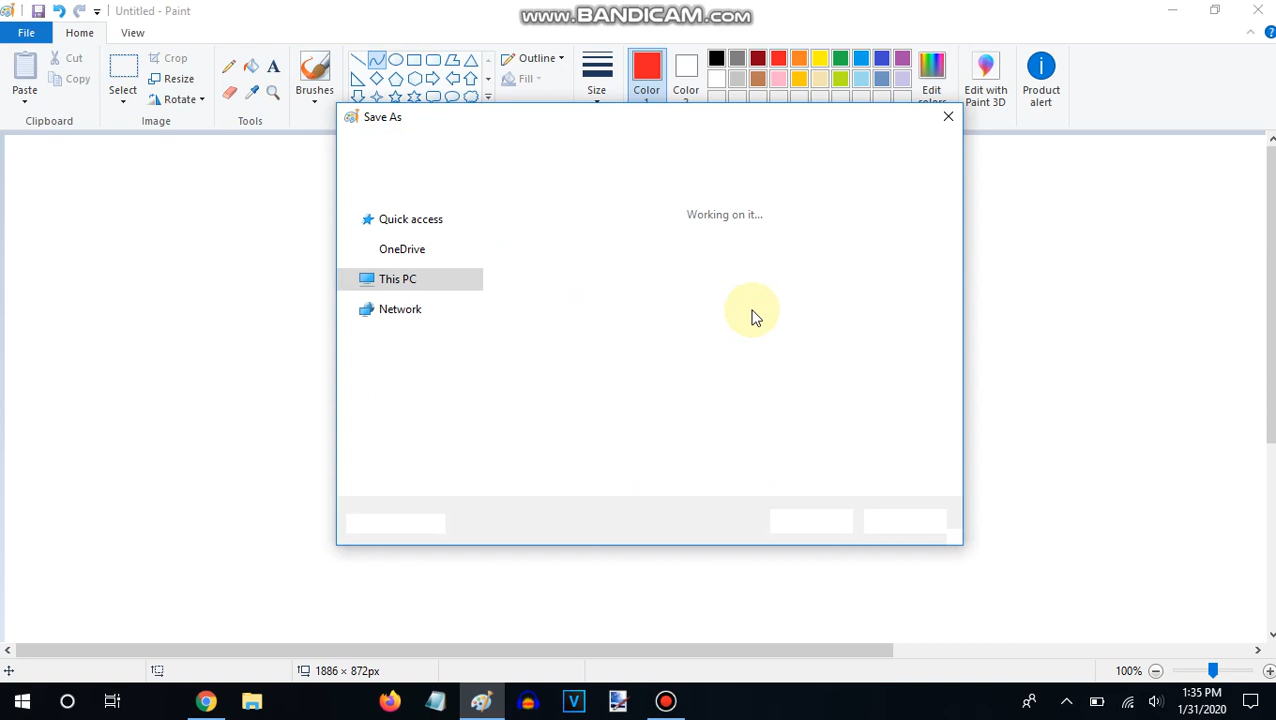 Untitled - Paint
www.BANDICAM.com
File
Home
View
Paste
Cut
Copy
Clipboard
Select
Crop
Resize
Rotate
Image
Tools
Brushes
Outline
Fill
Size
Color
1
Color
2
Edit
colors
Edit with
Paint 3D
Product
alert
Save As
Working on it...
Quick access
OneDrive
This PC
Network
1886 × 872px
100%
1:35 PM
1/31/2020